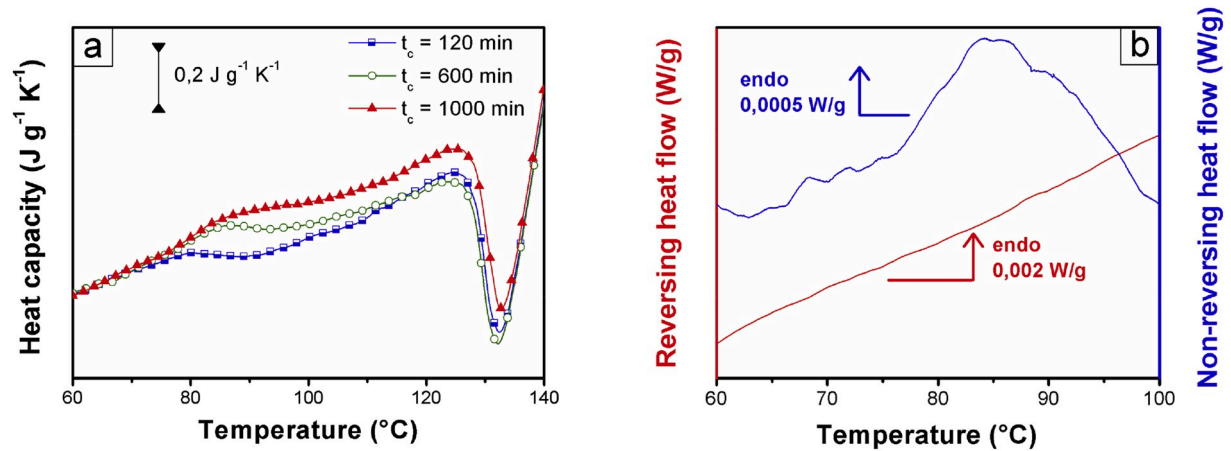 a
0,2 J g⁻¹ K⁻¹
t_c = 120 min
t_c = 600 min
t_c = 1000 min
Heat capacity (J g⁻¹ K⁻¹)
60 80 100 120 140
Temperature (°C)
b
endo
0,0005 W/g
endo
0,002 W/g
Reversing heat flow (W/g)
Non-reversing heat flow (W/g)
60 70 80 90 100
Temperature (°C)